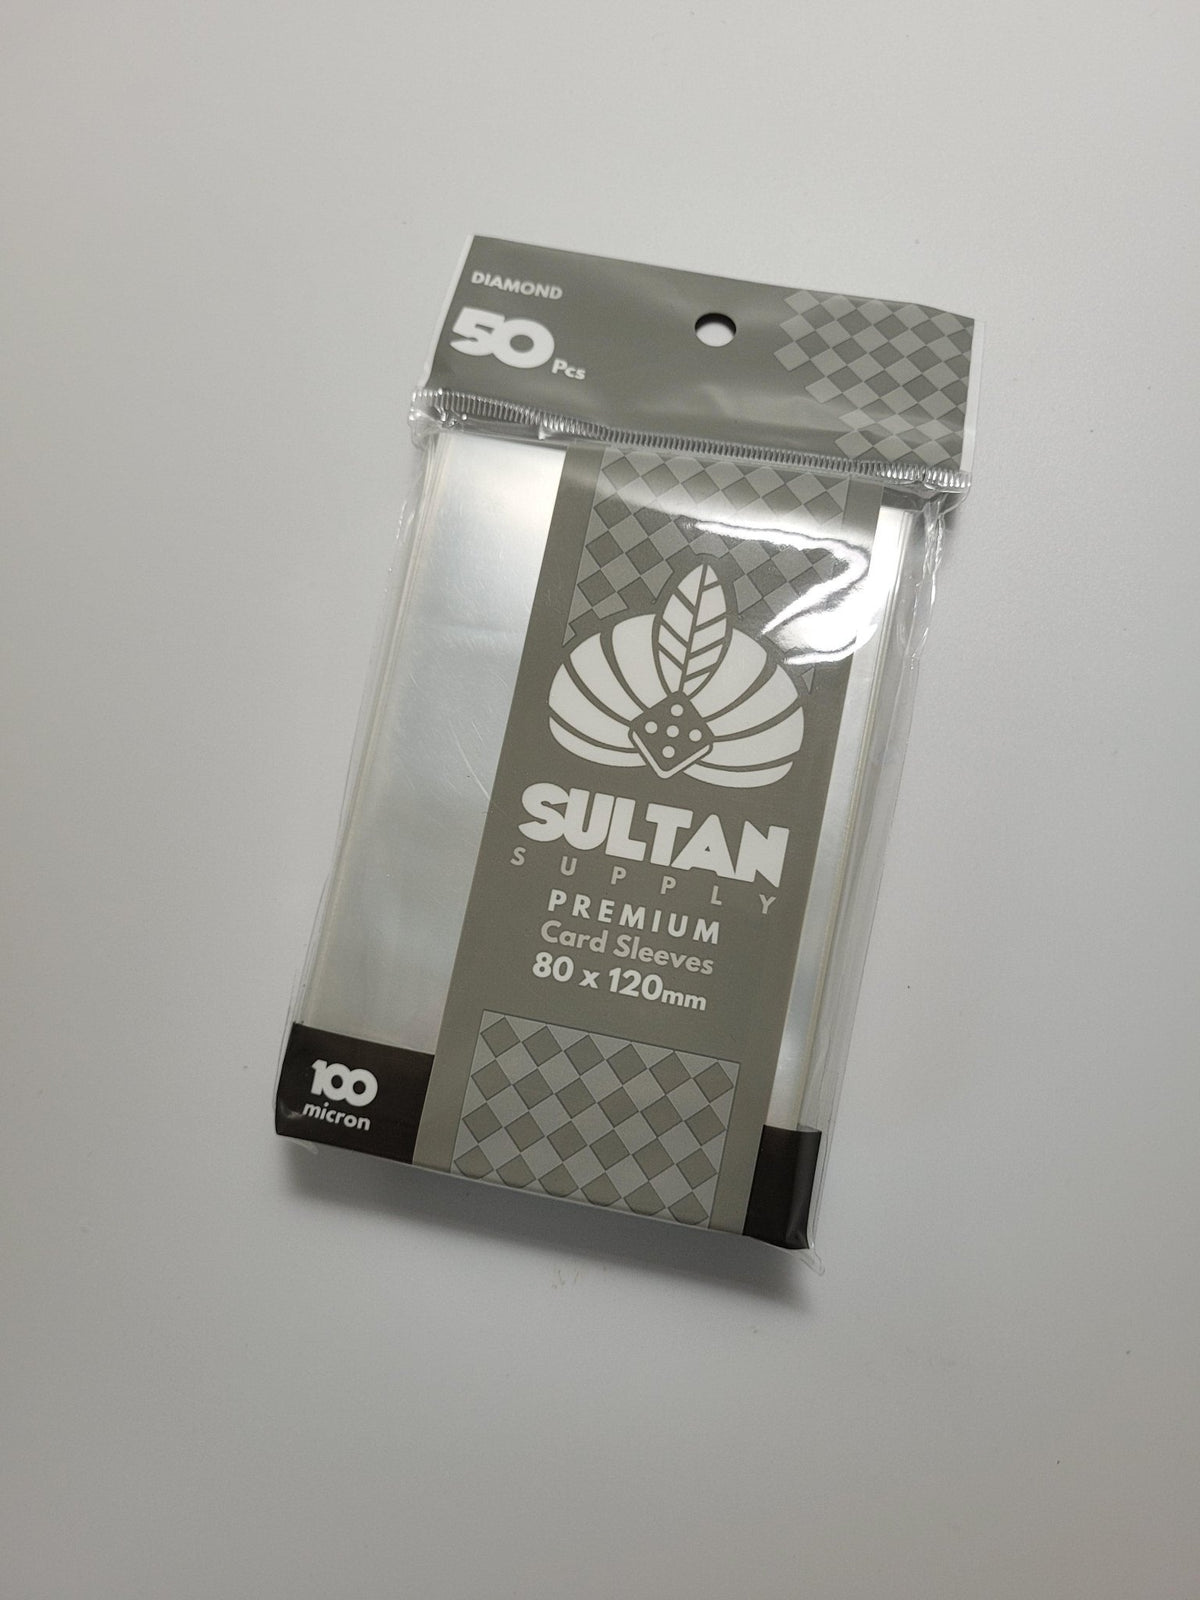 DIAMOND
50 Pcs
SULTAN
SUPPLY
PREMIUM
Card Sleeves
80 x 120mm
100
micron